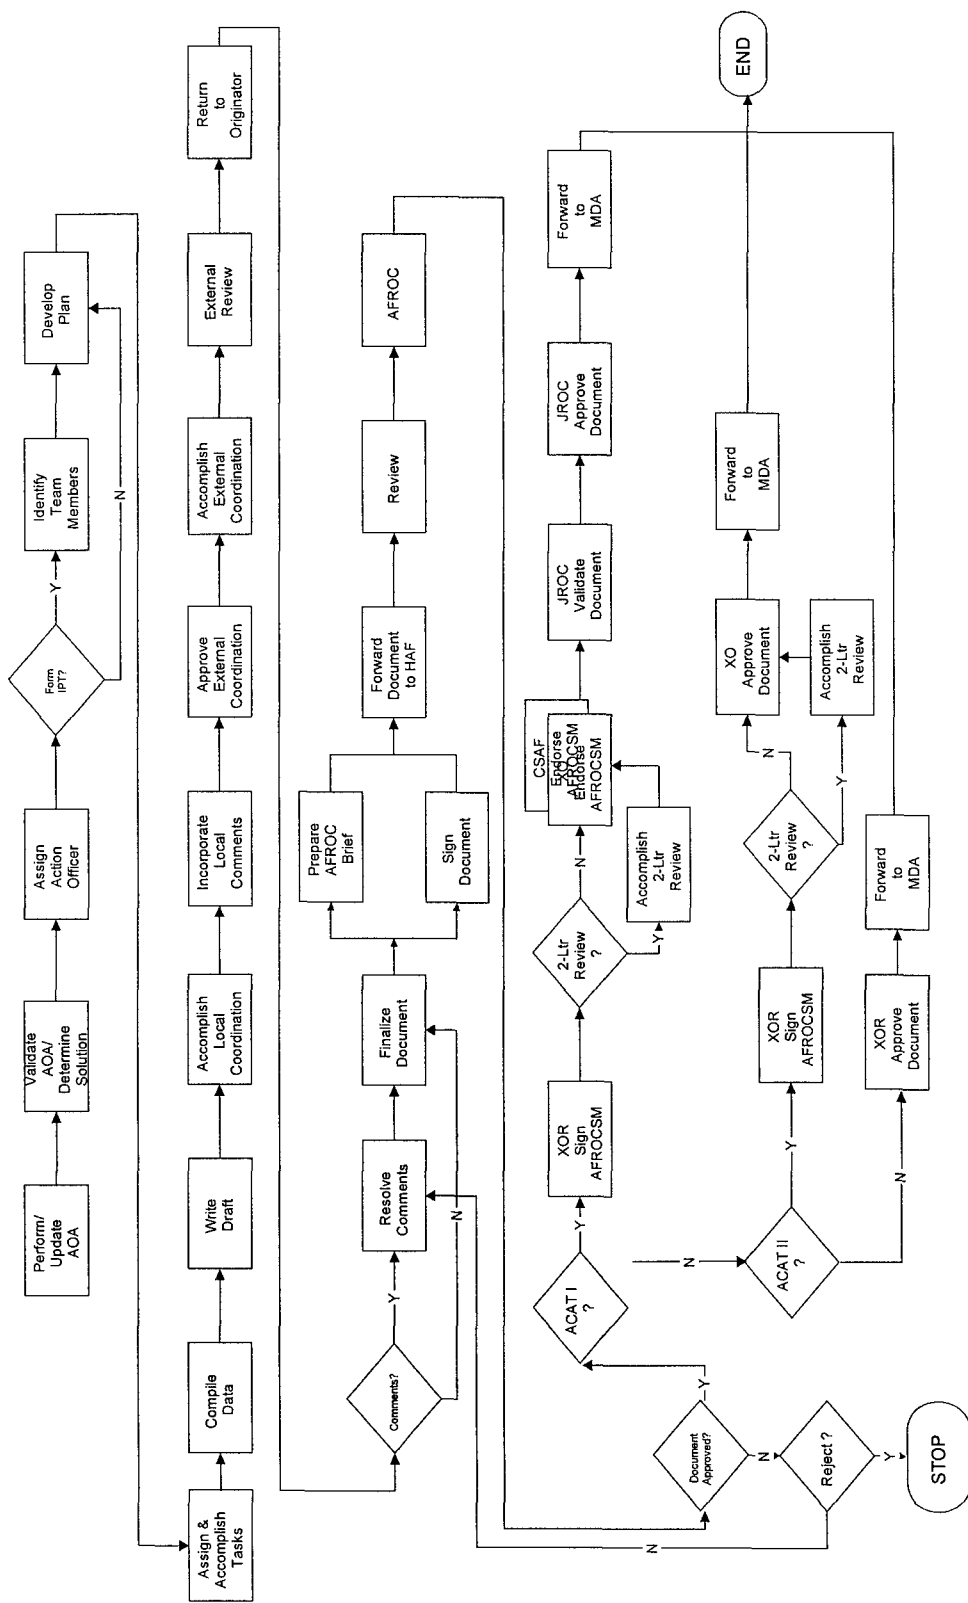 Perform/
Update
AOA
Validate
AOA/
Determine
Solution
Assign
Action
Officer
Form
IPT?
Y
N
Identify
Team
Members
Develop
Plan
Assign &
Accomplish
Tasks
Compile
Data
Write
Draft
Accomplish
Local
Coordination
Incorporate
Local
Comments
Approve
External
Coordination
Accomplish
External
Coordination
External
Review
Return
to
Originator
Comments?
Y
N
Resolve
Comments
Finalize
Document
Prepare
AFROC
Brief
Sign
Document
Forward
Document
to HAF
Review
AFROC
Document
Approved?
Y
N
Reject ?
N
Y
STOP
ACAT I
?
Y
N
XOR
Sign
AFROCSM
2-Ltr
Review
?
N
Y
Accomplish
2-Ltr
Review
CSAF
Endorse
AFROCSM
XO
Endorse
AFROCSM
JROC
Validate
Document
JROC
Approve
Document
Forward
to
MDA
ACAT II
?
Y
N
XOR
Sign
AFROCSM
2-Ltr
Review
?
N
Y
Accomplish
2-Ltr
Review
XO
Approve
Document
Forward
to
MDA
XOR
Approve
Document
Forward
to
MDA
END